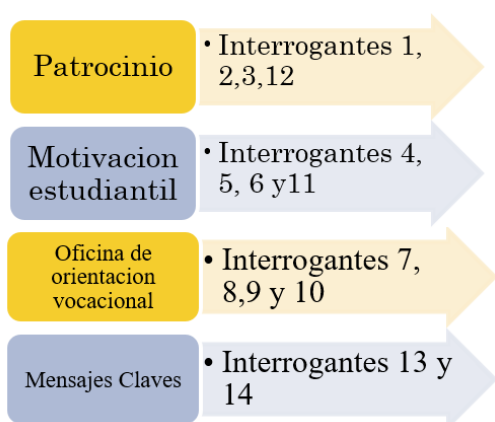 Patrocinio
• Interrogantes 1,
2,3,12
Motivacion
estudiantil
• Interrogantes 4,
5, 6 y11
Oficina de
orientacion
vocacional
• Interrogantes 7,
8,9 y 10
Mensajes Claves
• Interrogantes 13 y
14